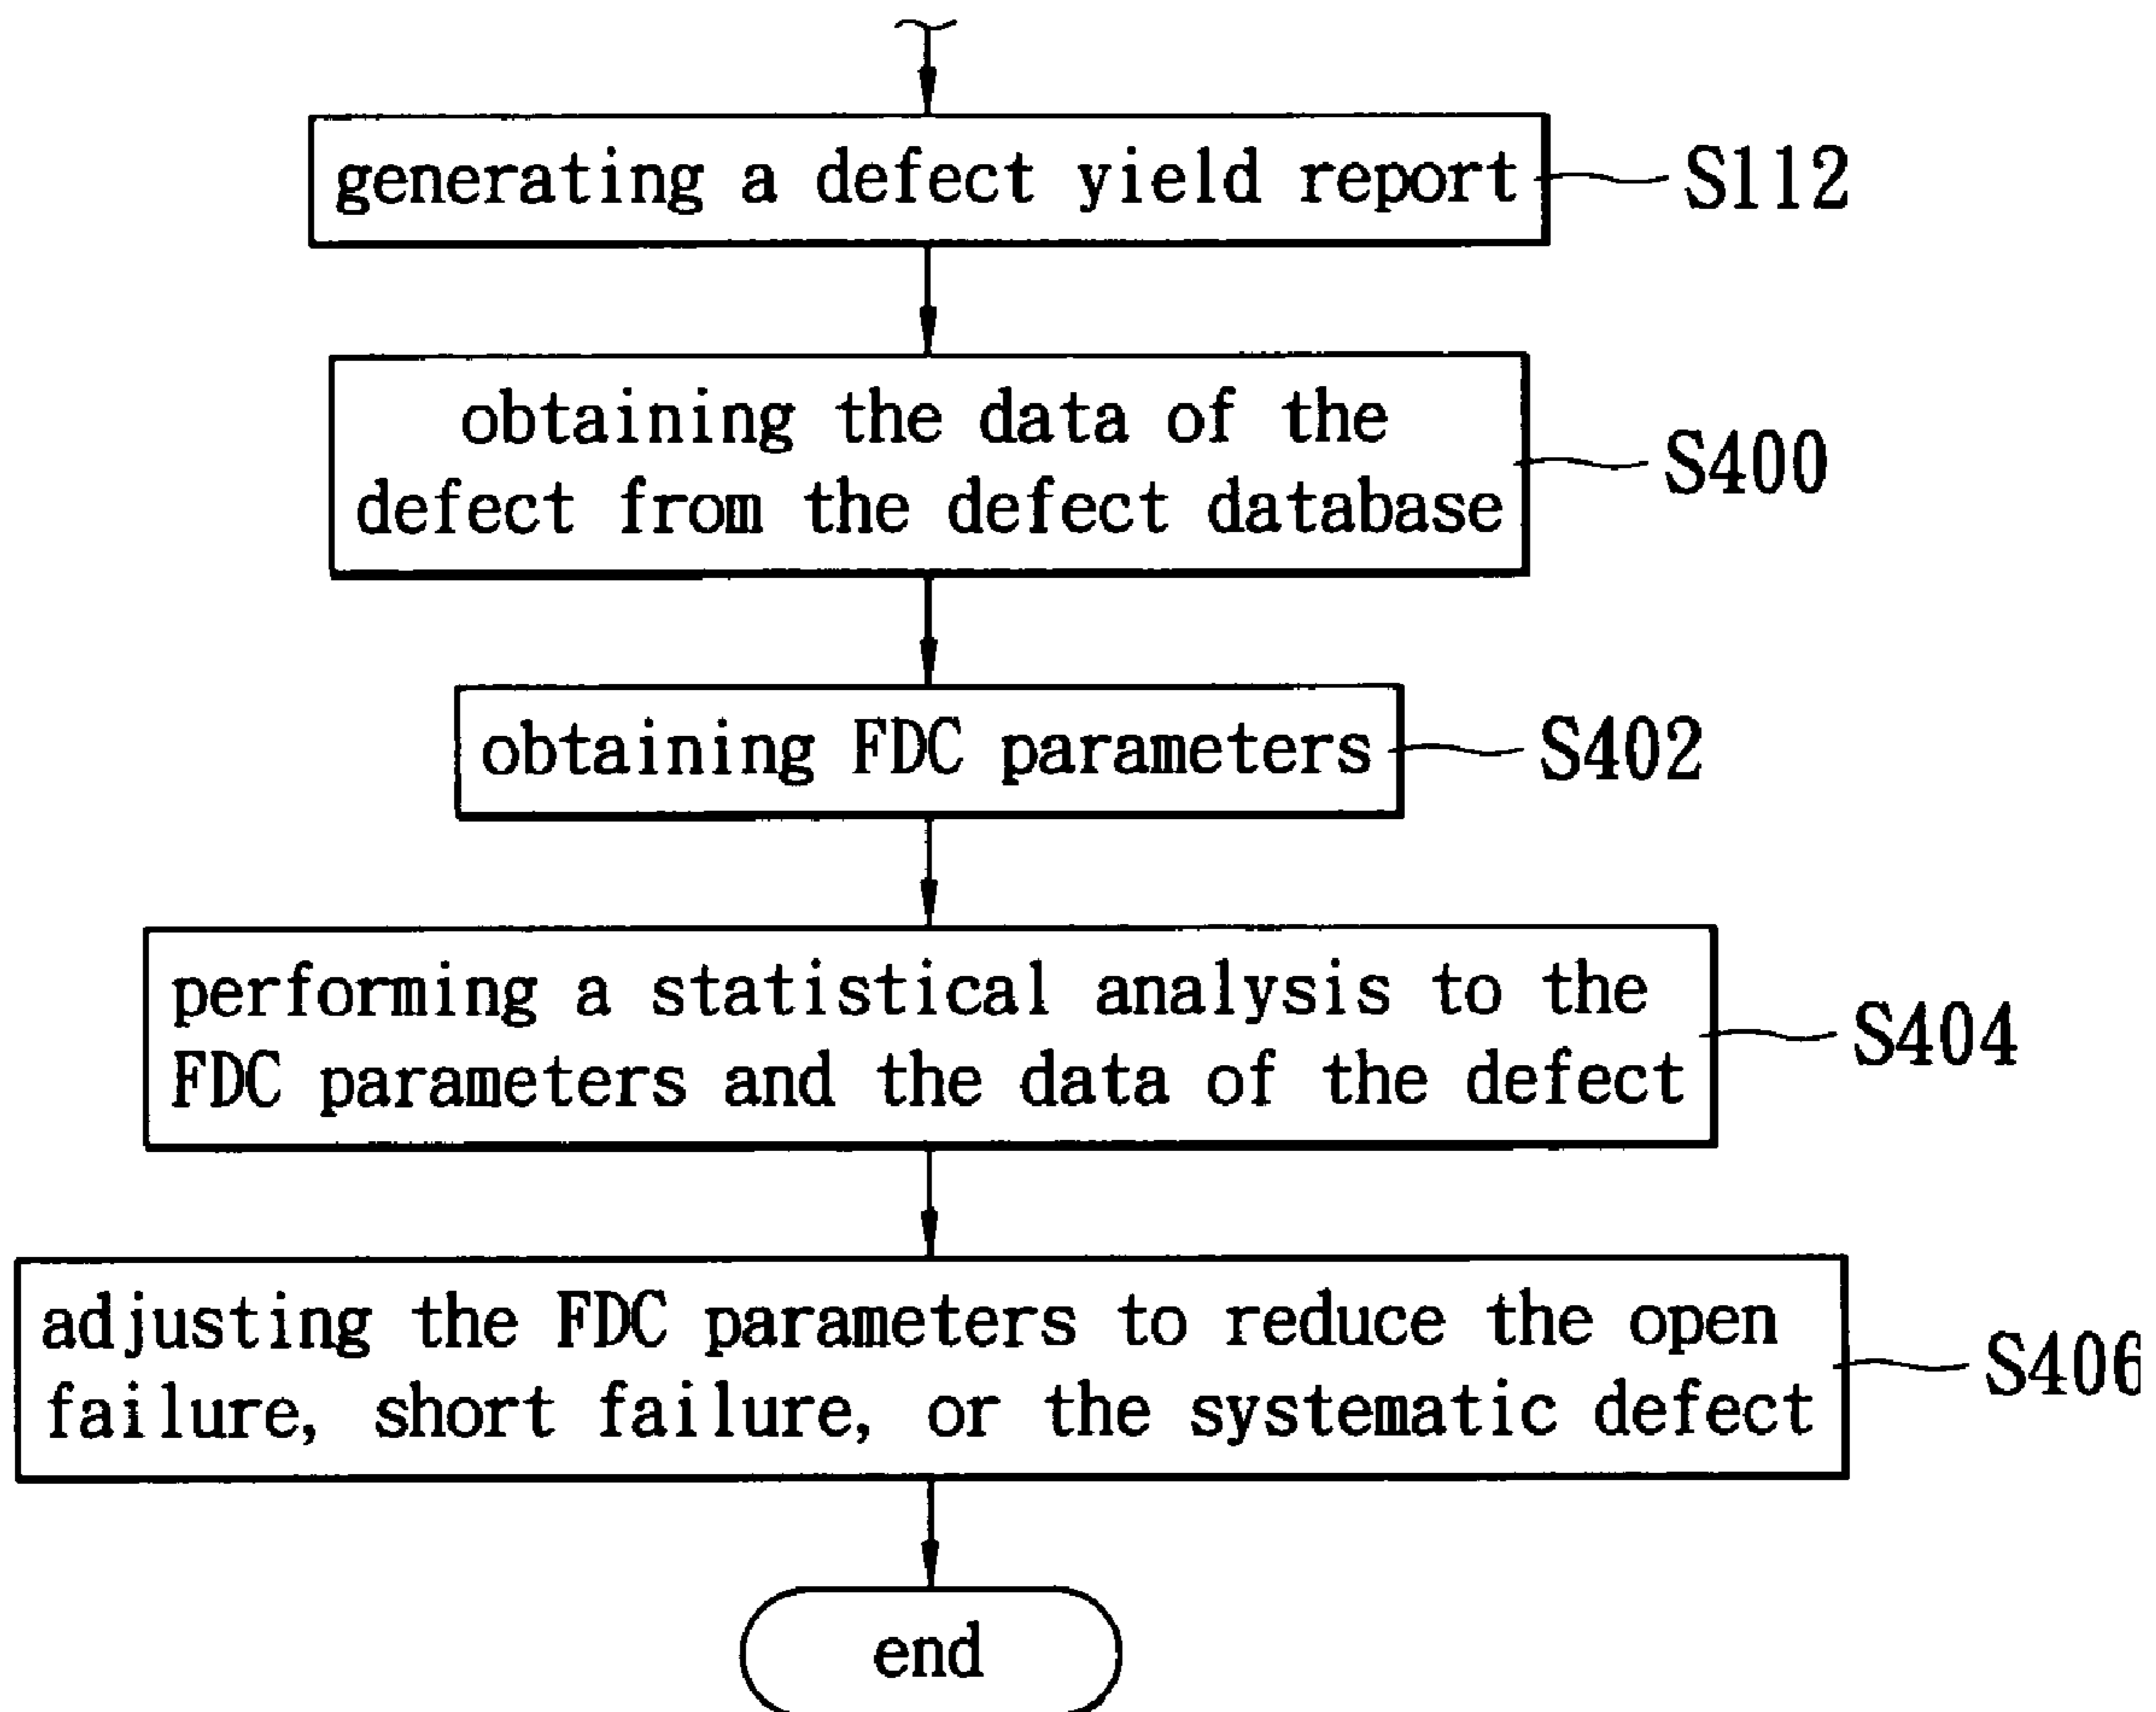 generating a defect yield report
S112
obtaining the data of the
defect from the defect database
S400
obtaining FDC parameters
S402
performing a statistical analysis to the
FDC parameters and the data of the defect
S404
adjusting the FDC parameters to reduce the open
failure, short failure, or the systematic defect
S406
end